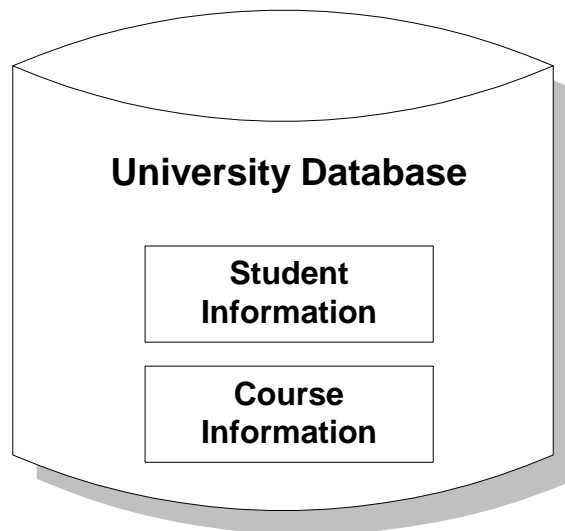 University Database
Student
Information
Course
Information